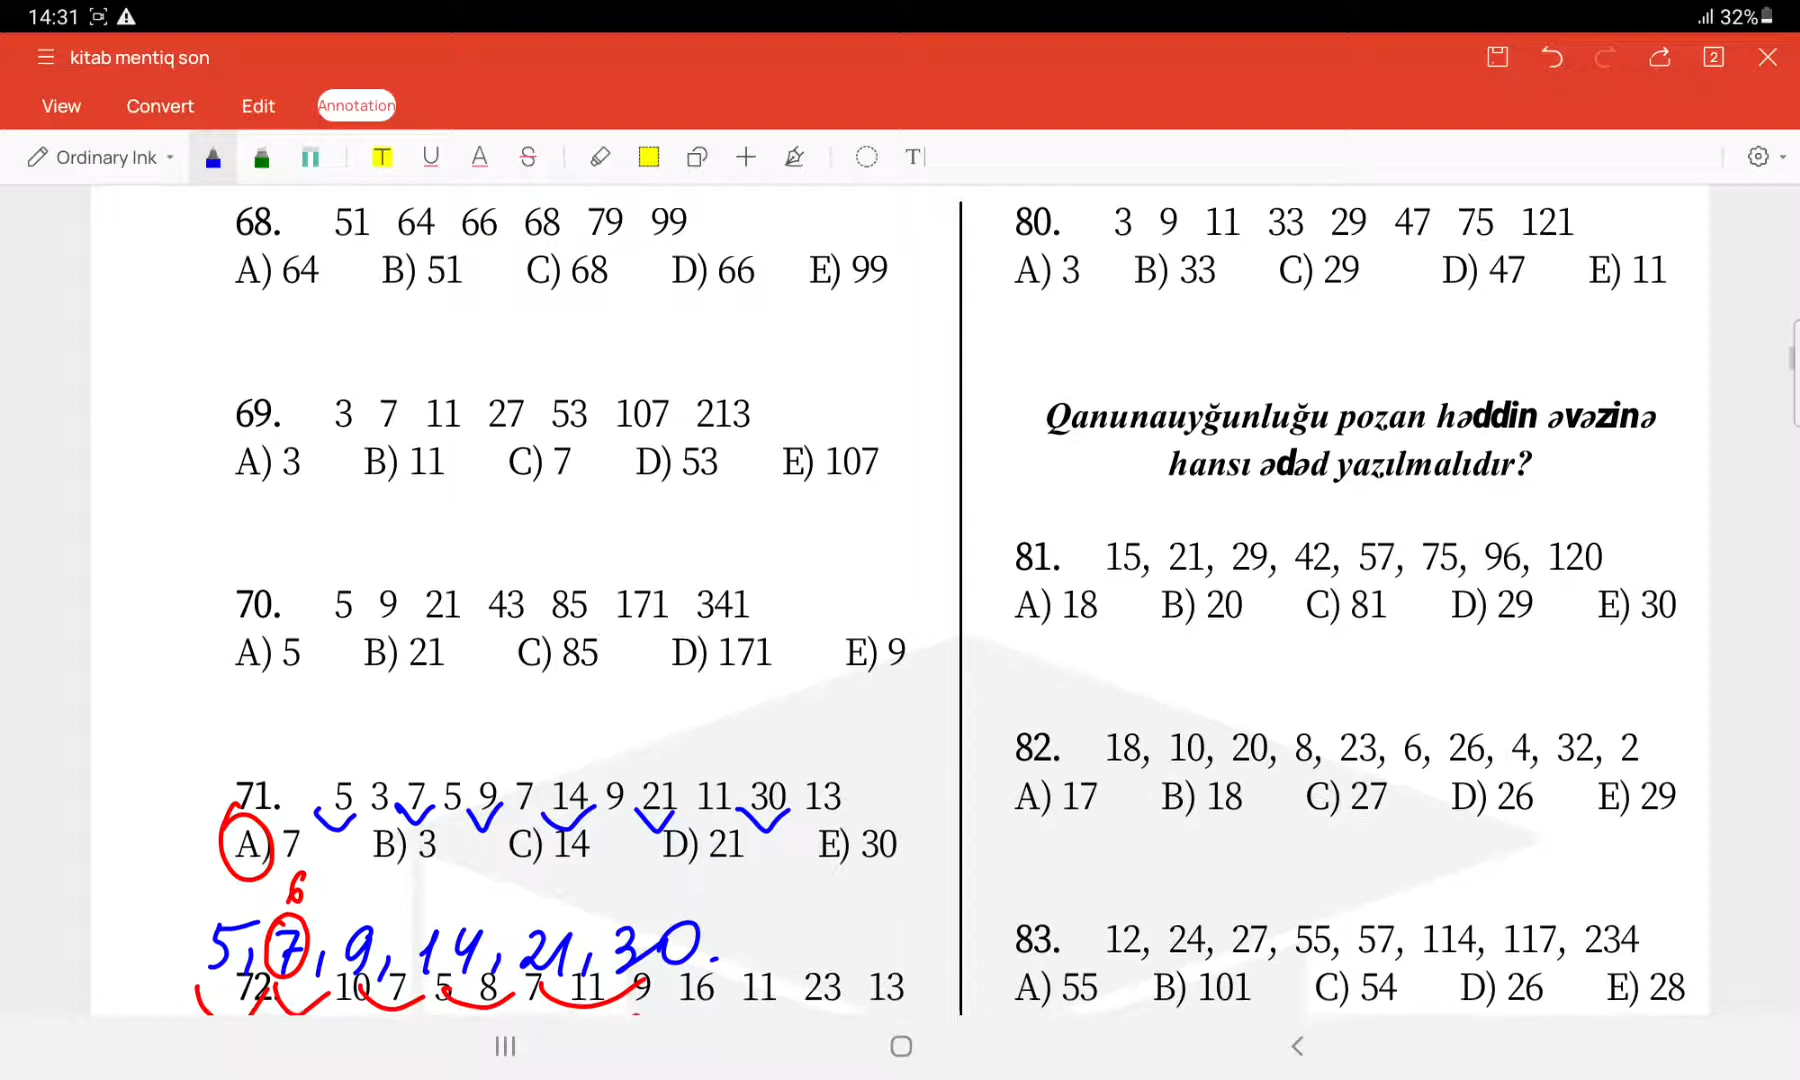 14:31
32%
kitab mentiq son
2
View Convert Edit Annotation
Ordinary Ink T U A S T
68. 51 64 66 68 79 99
A) 64 B) 51 C) 68 D) 66 E) 99
69. 3 7 11 27 53 107 213
A) 3 B) 11 C) 7 D) 53 E) 107
70. 5 9 21 43 85 171 341
A) 5 B) 21 C) 85 D) 171 E) 9
71. 5 3 7 5 9 7 14 9 21 11 30 13
A) 7 B) 3 C) 14 D) 21 E) 30
6
5, 7, 9, 14, 21, 30.
72. 10 7 5 8 7 11 9 16 11 23 13
80. 3 9 11 33 29 47 75 121
A) 3 B) 33 C) 29 D) 47 E) 11
Qanunauyğunluğu pozan həddin əvəzinə
hansı ədəd yazılmalıdır?
81. 15, 21, 29, 42, 57, 75, 96, 120
A) 18 B) 20 C) 81 D) 29 E) 30
82. 18, 10, 20, 8, 23, 6, 26, 4, 32, 2
A) 17 B) 18 C) 27 D) 26 E) 29
83. 12, 24, 27, 55, 57, 114, 117, 234
A) 55 B) 101 C) 54 D) 26 E) 28